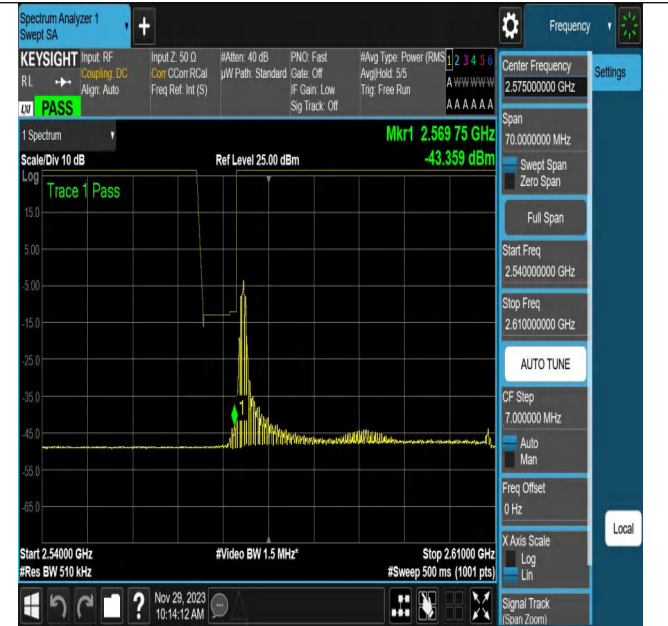 Spectrum Analyzer 1
Swept SA
+
Frequency
KEYSIGHT
RL
Input: RF
Coupling: DC
Align: Auto
Input Z: 50 Ω
Corr CCorr RCal
Freq Ref: Int (S)
#Atten: 40 dB
µW Path: Standard
PNO: Fast
Gate: Off
IF Gain: Low
Sig Track: Off
#Avg Type: Power (RMS
Avg|Hold: 5/5
Trig: Free Run
1 2 3 4 5 6
A W W W W W
A A A A A A
LXI
PASS
1 Spectrum
Scale/Div 10 dB
Ref Level 25.00 dBm
Mkr1 2.569 75 GHz
-43.359 dBm
Log
Trace 1 Pass
15.0
5.00
-5.00
-15.0
-25.0
-35.0
-45.0
-55.0
-65.0
1
Start 2.54000 GHz
#Video BW 1.5 MHz*
Stop 2.61000 GHz
#Res BW 510 kHz
#Sweep 500 ms (1001 pts)
Center Frequency
2.575000000 GHz
Settings
Span
70.0000000 MHz
Swept Span
Zero Span
Full Span
Start Freq
2.540000000 GHz
Stop Freq
2.610000000 GHz
AUTO TUNE
CF Step
7.000000 MHz
Auto
Man
Freq Offset
0 Hz
X Axis Scale
Log
Lin
Local
Signal Track
(Span Zoom)
?
Nov 29, 2023
10:14:12 AM